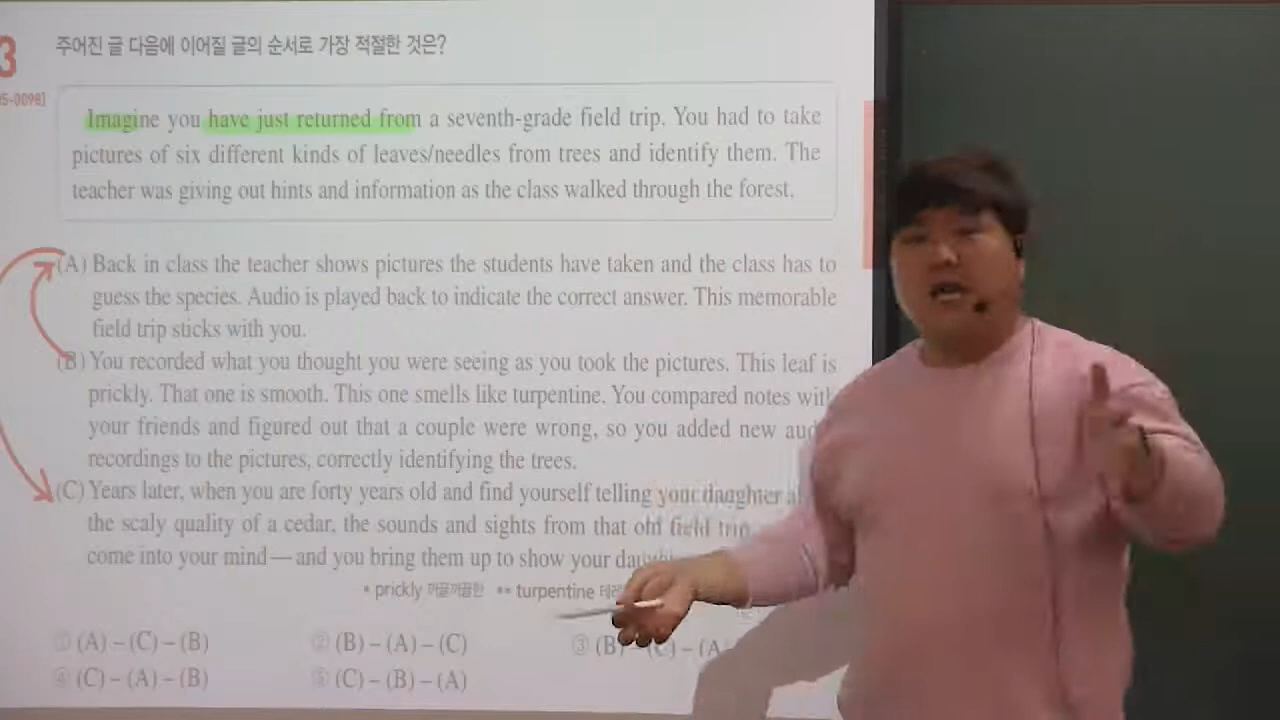 3
주어진 글 다음에 이어질 글의 순서로 가장 적절한 것은?
5-0098]
Imagine you have just returned from a seventh-grade field trip. You had to take
pictures of six different kinds of leaves/needles from trees and identify them. The
teacher was giving out hints and information as the class walked through the forest.
(A) Back in class the teacher shows pictures the students have taken and the class has to
guess the species. Audio is played back to indicate the correct answer. This memorable
field trip sticks with you.
(B) You recorded what you thought you were seeing as you took the pictures. This leaf is
prickly. That one is smooth. This one smells like turpentine. You compared notes with
your friends and figured out that a couple were wrong, so you added new
recordings to the pictures, correctly identifying the trees.
(C) Years later, when you are forty years old and find yourself telling your daughter
the scaly quality of a cedar, the sounds and sights from that old field trip
come into your mind — and you bring them up to show your
* prickly 까끌까끌한 ** turpentine
① (A) – (C) – (B) ② (B) – (A) – (C) ③ (B) – (C) – (A
④ (C) – (A) – (B) ⑤ (C) – (B) – (A)